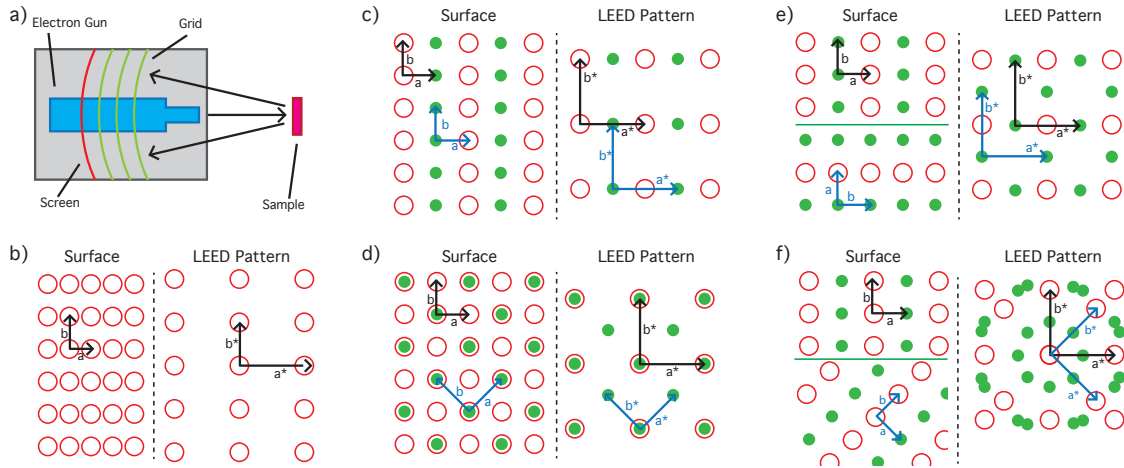 a)
Electron Gun
Grid
Screen
Sample
b)
Surface
LEED Pattern
b
a
b*
a*
c)
Surface
LEED Pattern
b
a
b
a
b*
a*
b*
a*
d)
Surface
LEED Pattern
b
a
b
a
b*
a*
b*
a*
e)
Surface
LEED Pattern
b
a
a
b
b*
a*
b*
a*
f)
Surface
LEED Pattern
b
a
b
a
b*
b*
a*
a*